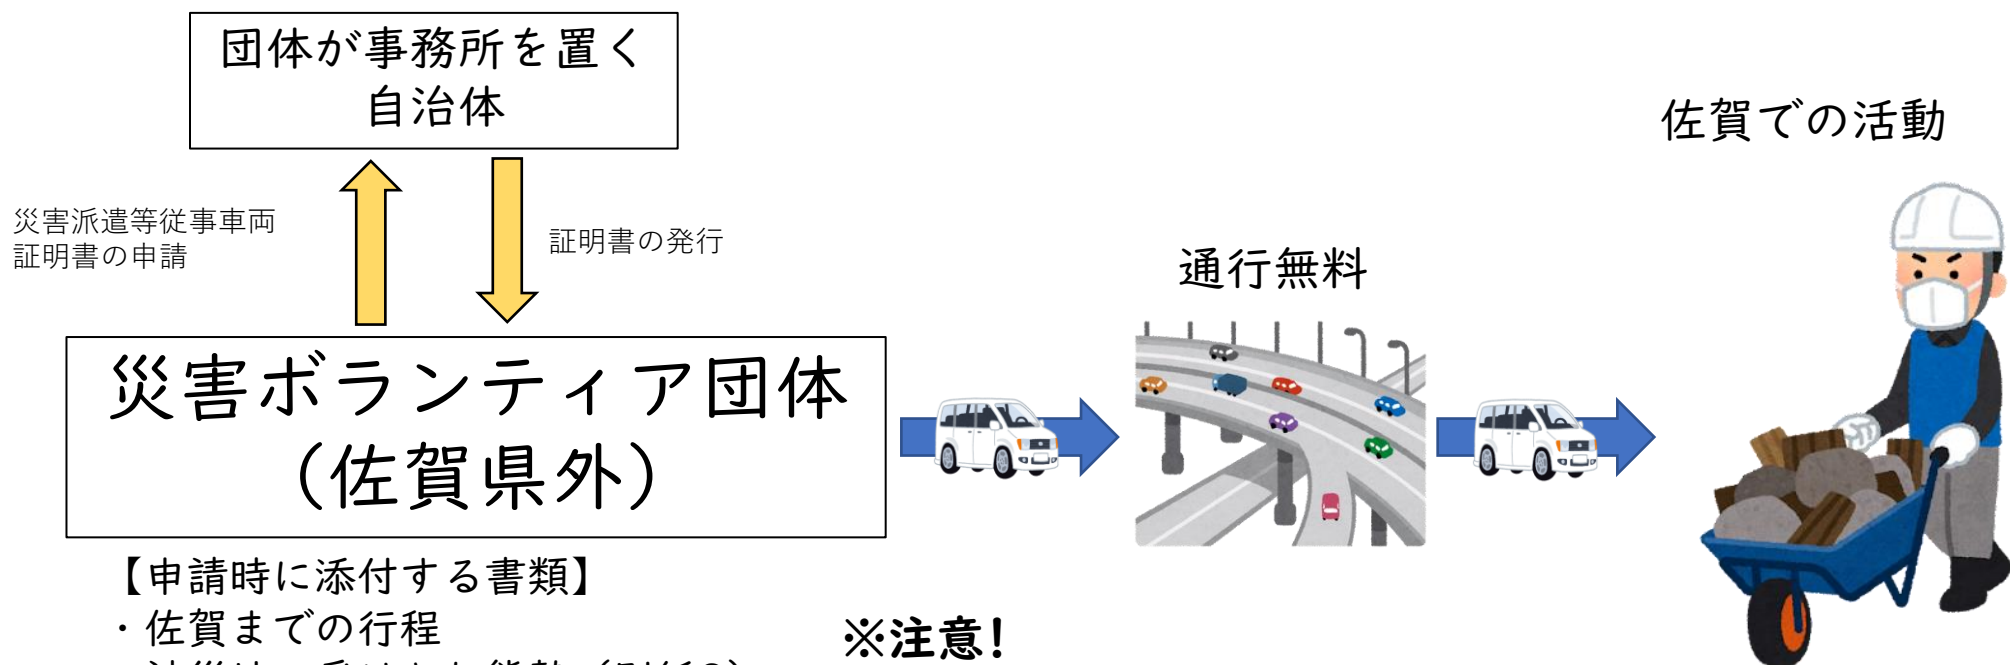 団体が事務所を置く
自治体
災害派遣等従事車両
証明書の申請
証明書の発行
災害ボランティア団体
（佐賀県外）
通行無料
佐賀での活動
【申請時に添付する書類】
・佐賀までの行程
※注意！